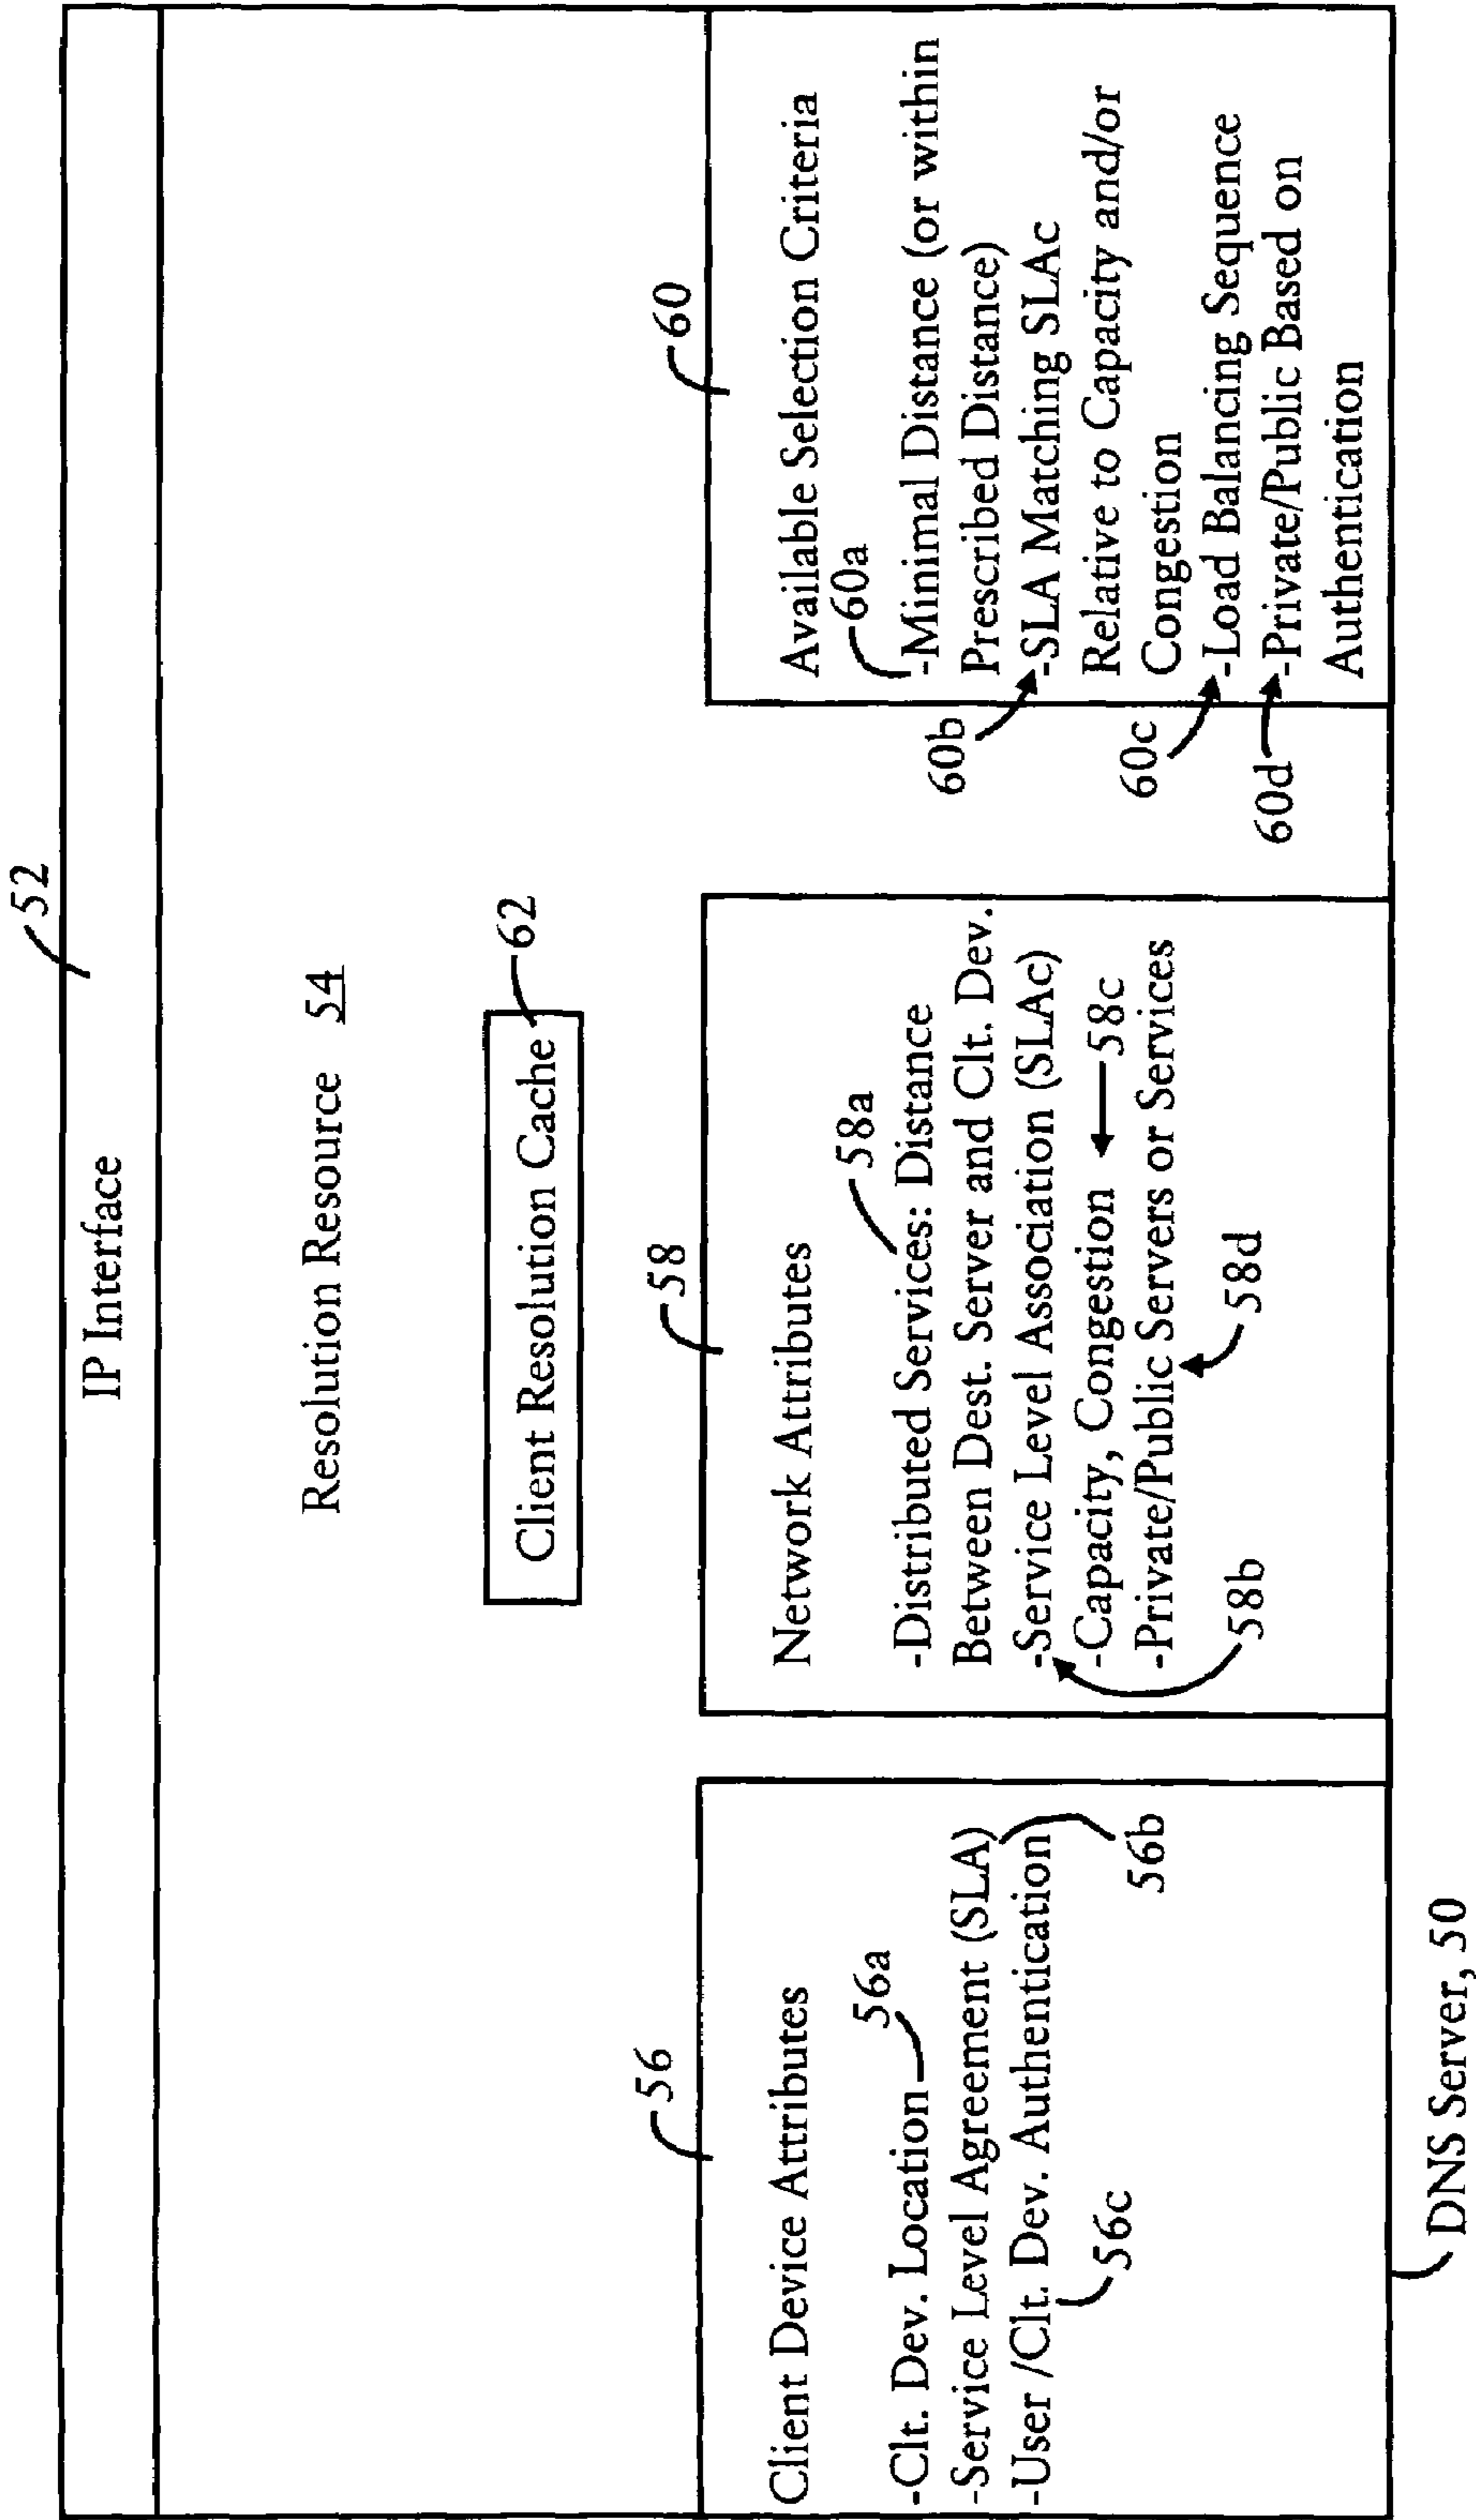 52
IP Interface
Resolution Resource 54
Client Resolution Cache
62
56
Client Device Attributes
56a
-Clt. Dev. Location
-Service Level Agreement (SLA)
-User /Clt. Dev. Authentication
56b
56c
58
Network Attributes
58a
-Distributed Services: Distance
Between Dest. Server and Clt. Dev.
-Service Level Association (SLAc)
-Capacity, Congestion
58c
-Private/Public Servers or Services
58b
58d
60
Available Selection Criteria
60a
-Minimal Distance (or within
Prescribed Distance)
60b
-SLA Matching SLAc
Relative to Capacity and/or
Congestion
60c
-Load Balancing Sequence
60d
-Private/Public Based on
Authentication
DNS Server, 50